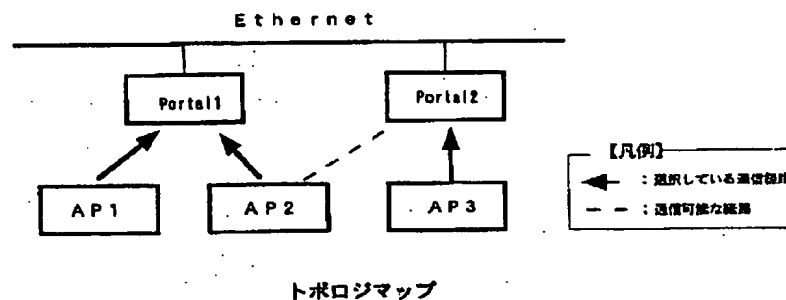 Ethernet
Portal1
Portal2
AP1
AP2
AP3
【凡例】
：選択している通信経路
：通信可能な経路
トポロジマップ